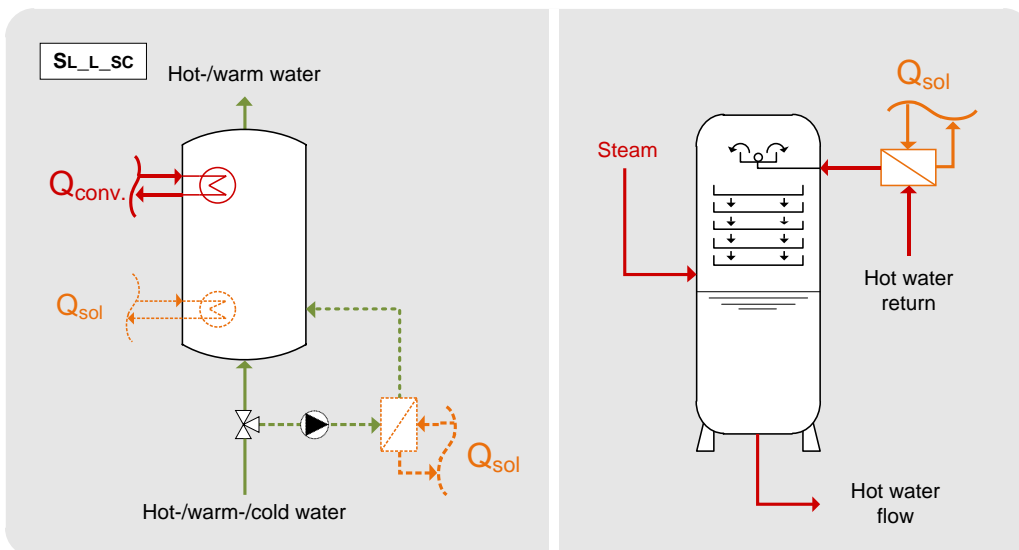 SL_L_SC
Hot-/warm water
Qconv.
Qsol
Qsol
Hot-/warm-/cold water
Qsol
Steam
Hot water
return
Hot water
flow